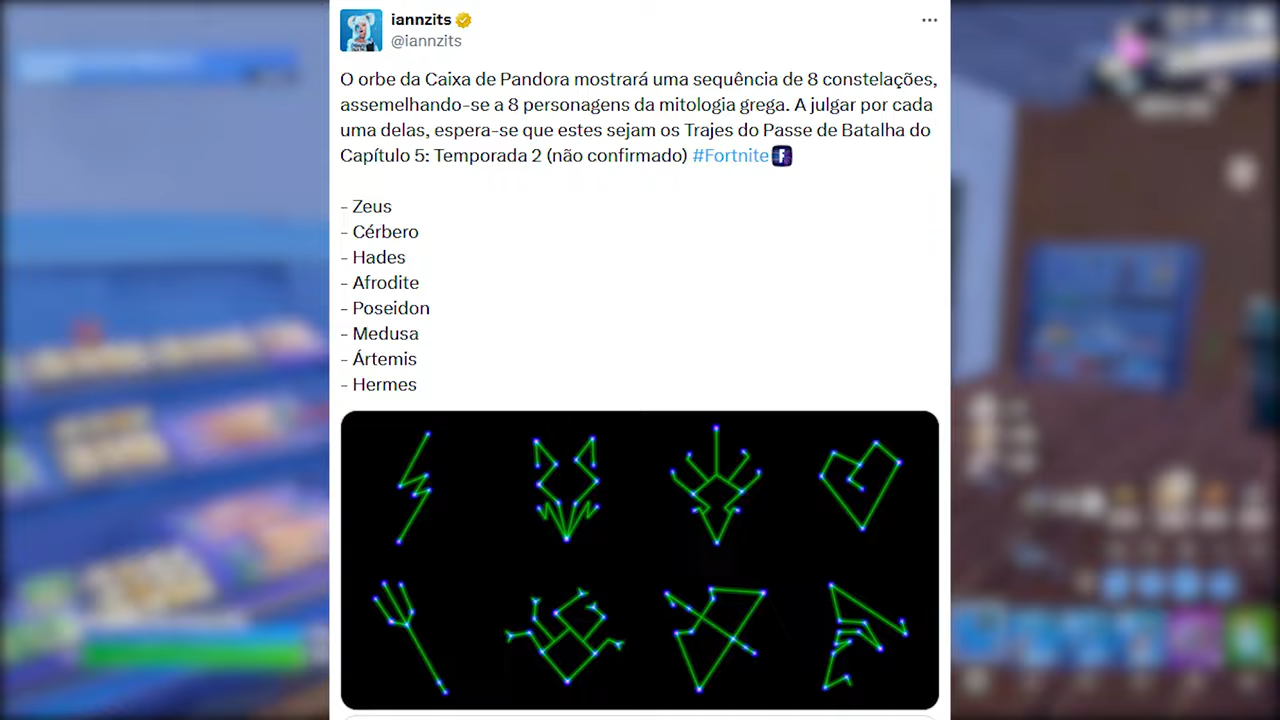 iannzits
@iannzits
O orbe da Caixa de Pandora mostrará uma sequência de 8 constelações,
assemelhando-se a 8 personagens da mitologia grega. A julgar por cada
uma delas, espera-se que estes sejam os Trajes do Passe de Batalha do
Capítulo 5: Temporada 2 (não confirmado) #Fortnite
- Zeus
- Cérbero
- Hades
- Afrodite
- Poseidon
- Medusa
- Ártemis
- Hermes